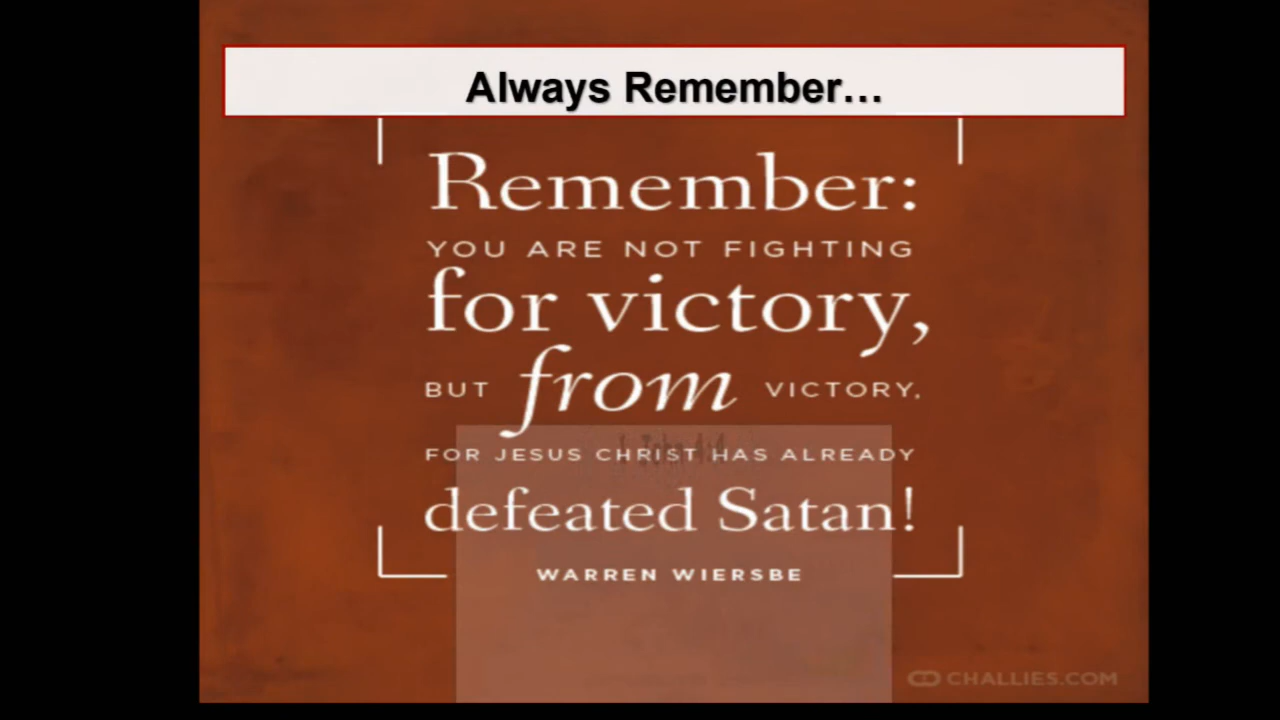 Always Remember…
Remember:
YOU ARE NOT FIGHTING
for victory,
BUT from VICTORY,
FOR JESUS CHRIST HAS ALREADY
defeated Satan!
WARREN WIERSBE
CHALLIES.COM